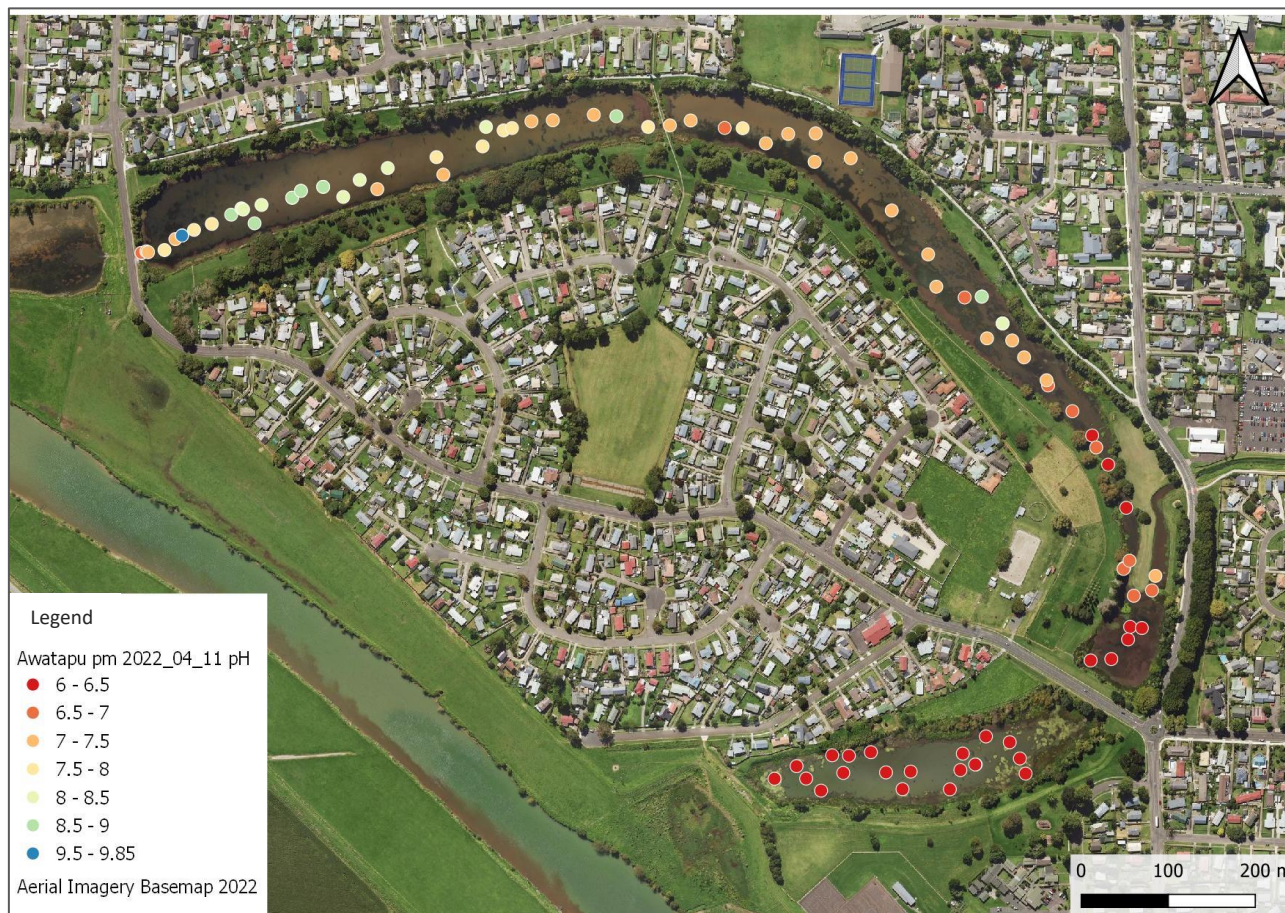 Legend
Awatapu pm 2022_04_11 pH
6 - 6.5
6.5 - 7
7 - 7.5
7.5 - 8
8 - 8.5
8.5 - 9
9.5 - 9.85
Aerial Imagery Basemap 2022
0 100 200 m